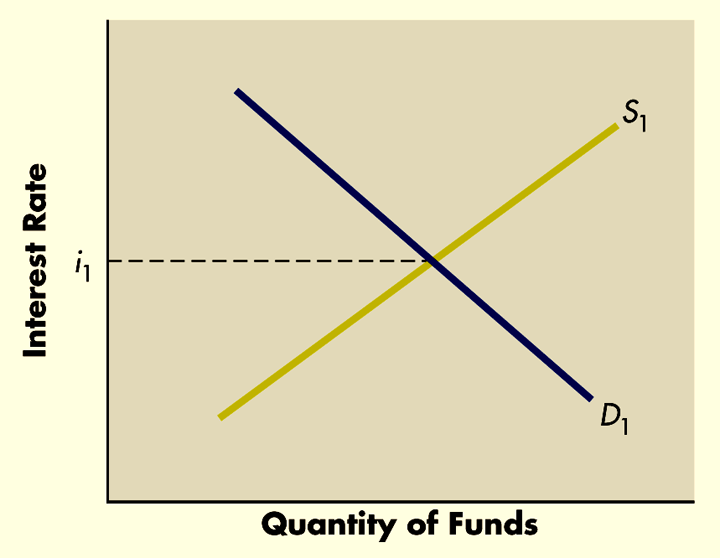 S1
Interest Rate
i1
D1
Quantity of Funds